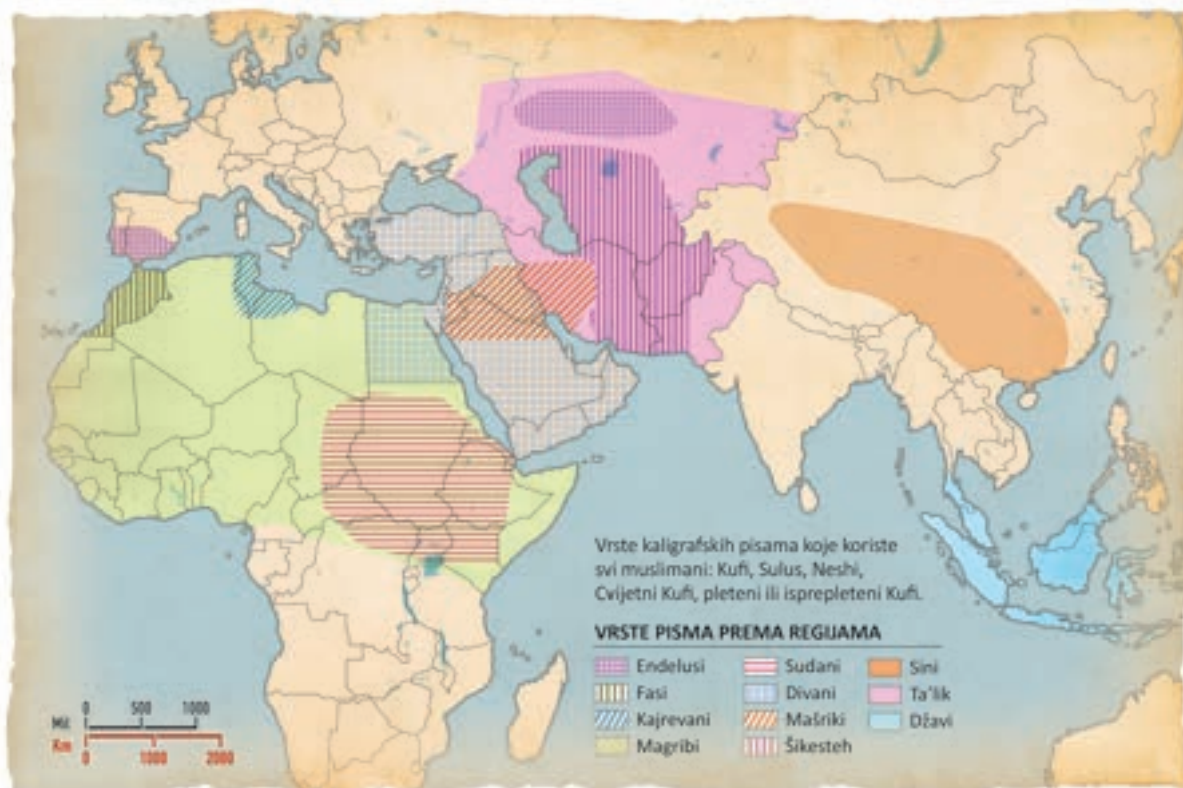 Vrste kaligrafskih pisama koje koriste
svi muslimani: Kufi, Sulus, Neshi,
Cvijetni Kufi, pleteni ili isprepleteni Kufi.
VRSTE PISMA PREMA REGIJAMA
Endelusi
Fasi
Kajrevani
Magribi
Sudani
Divani
Mašriki
Šikesteh
Sini
Ta'lik
Džavi
Mil 0 500 1000
Km 0 1000 2000